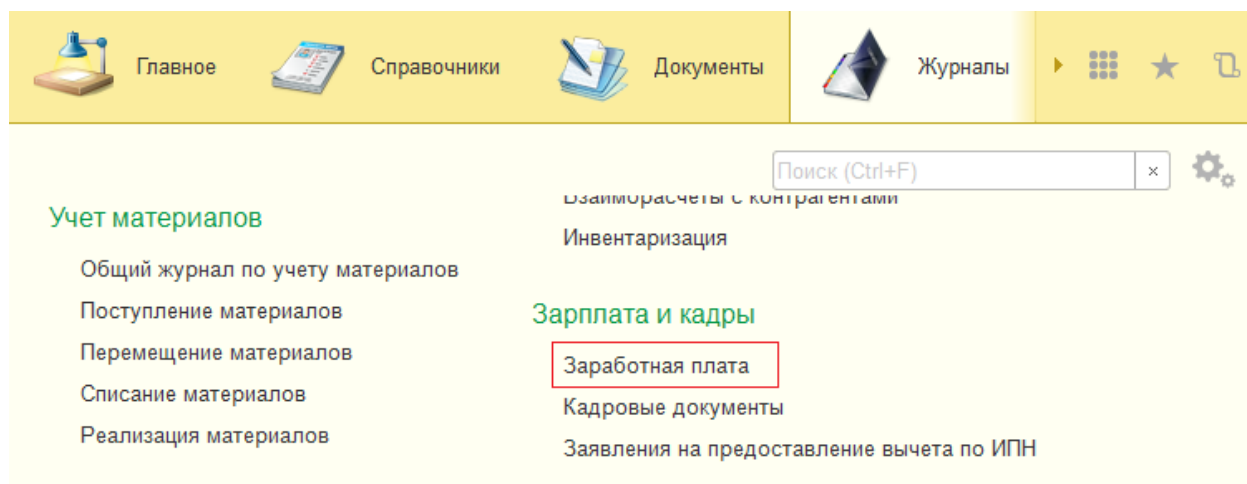 Главное Справочники Документы Журналы
Поиск (Ctrl+F)
Учет материалов
Общий журнал по учету материалов
Поступление материалов
Перемещение материалов
Списание материалов
Реализация материалов
Взаиморасчеты с контрагентами
Инвентаризация
Зарплата и кадры
Заработная плата
Кадровые документы
Заявления на предоставление вычета по ИПН